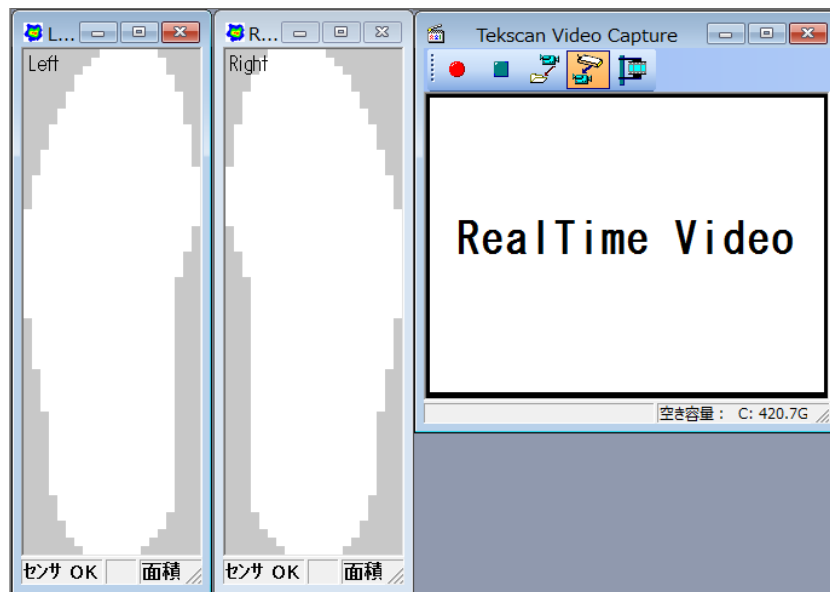 L...
R...
Tekscan Video Capture
Left
Right
RealTime Video
空き容量： C: 420.7G
センサ OK
面積
センサ OK
面積